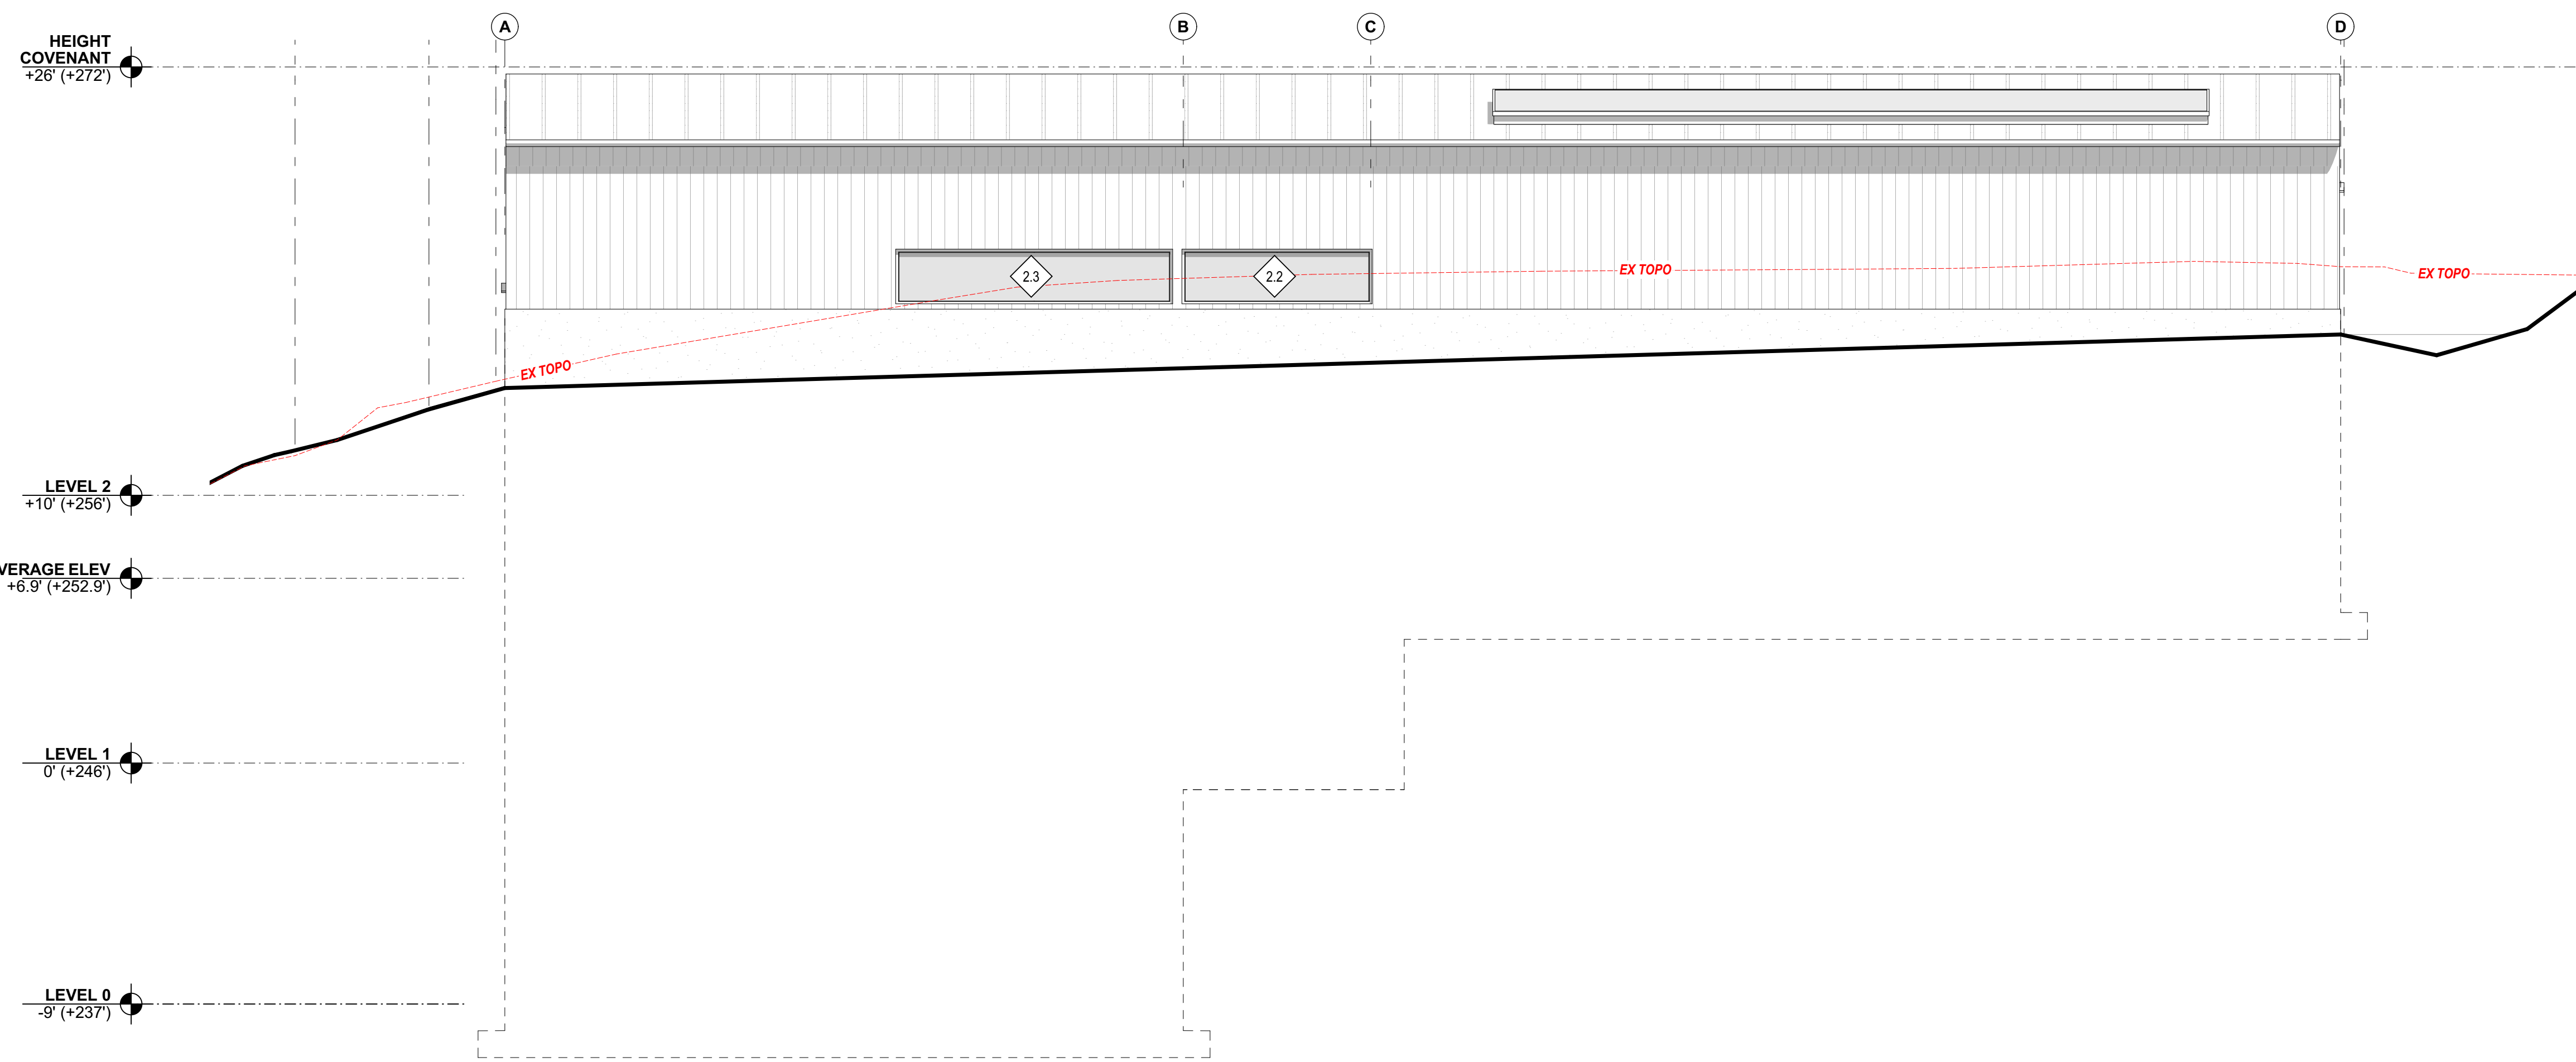 A
B
C
D
HEIGHT
COVENANT
+26' (+272')
2.3
2.2
EX TOPO
EX TOPO
EX TOPO
LEVEL 2
+10' (+256')
VERAGE ELEV
+6.9' (+252.9')
LEVEL 1
0' (+246')
LEVEL 0
-9' (+237')